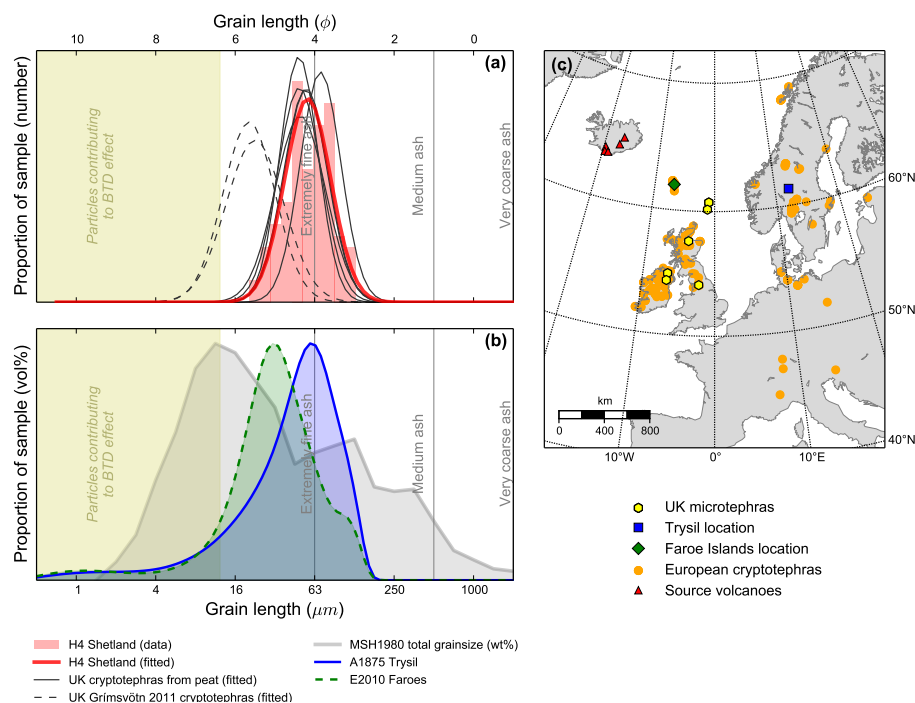 Grain length (ϕ)
10 8 6 4 2 0
(a)
Proportion of sample (number)
Particles contributing
to BTD effect
Extremely fine ash
Medium ash
Very coarse ash
(b)
Proportion of sample (vol%)
Particles contributing
to BTD effect
Extremely fine ash
Medium ash
Very coarse ash
1 4 16 63 250 1000
Grain length (μm)
H4 Shetland (data)
H4 Shetland (fitted)
UK cryptotephras from peat (fitted)
UK Grímsvötn 2011 cryptotephras (fitted)
MSH1980 total grainsize (wt%)
A1875 Trysil
E2010 Faroes
(c)
60°N
50°N
40°N
km
0 400 800
10°W 0° 10°E
UK microtephras
Trysil location
Faroe Islands location
European cryptotephras
Source volcanoes